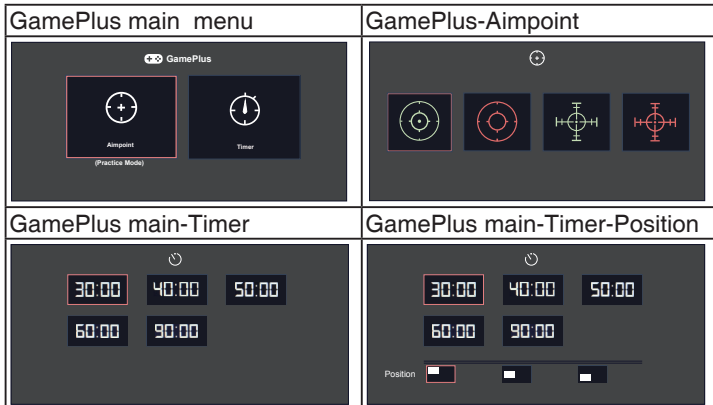 GamePlus main menu
GamePlus-Aimpoint
GamePlus
Aimpoint
Timer
(Practice Mode)
GamePlus main-Timer
GamePlus main-Timer-Position
30:00 40:00 50:00
60:00 90:00
30:00 40:00 50:00
60:00 90:00
Position